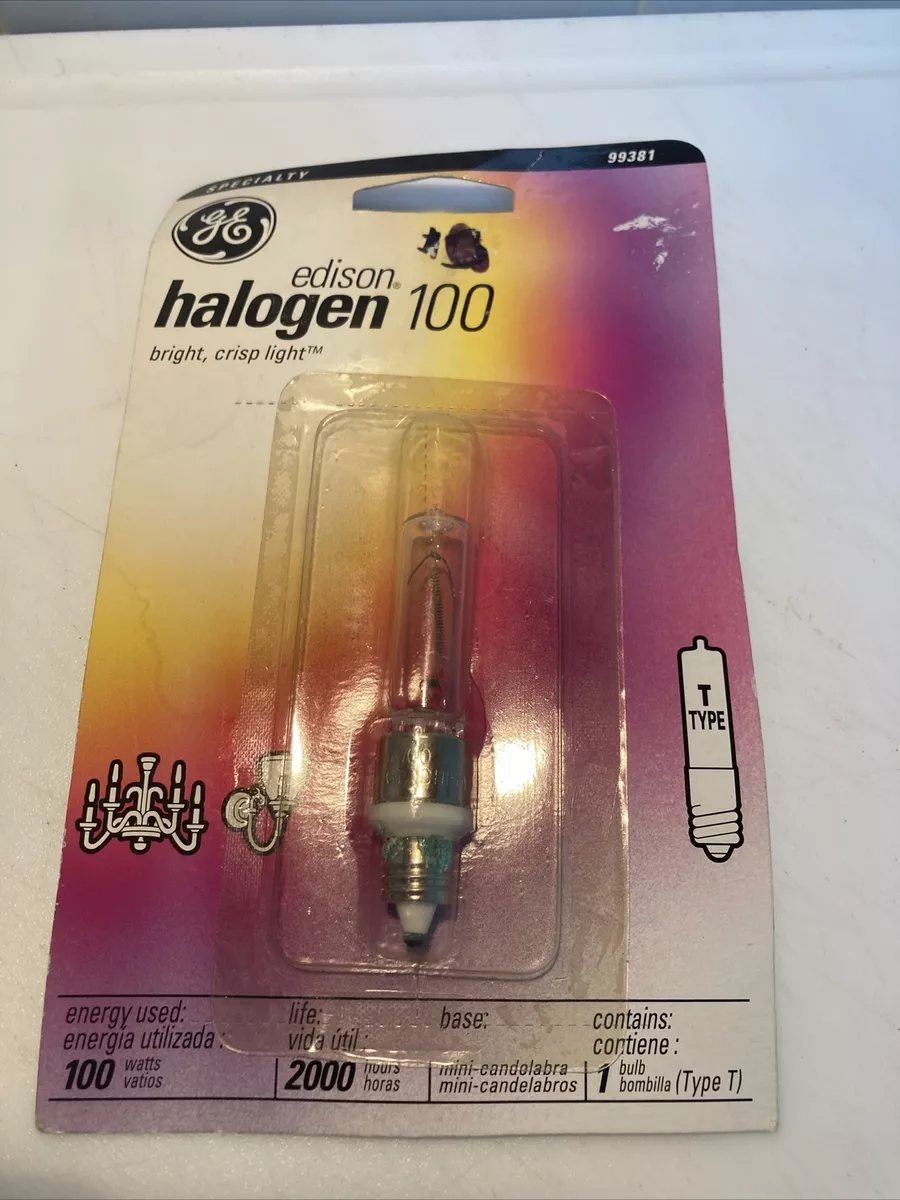 99381
SPECIALTY
GE
edison®
halogen 100
bright, crisp light™
T
TYPE
energy used:
energía utilizada :
100 watts
vatios
life:
vida útil :
2000 hours
horas
base:
mini-candelabra
mini-candelabros
contains:
contiene :
1 bulb
bombilla (Type T)